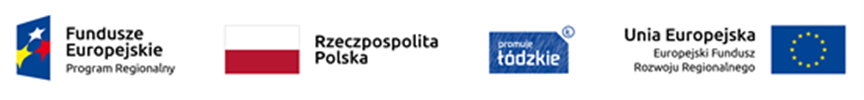 Fundusze
Europejskie
Program Regionalny
Rzeczpospolita
Polska
promuje
łódzkie
Unia Europejska
Europejski Fundusz
Rozwoju Regionalnego